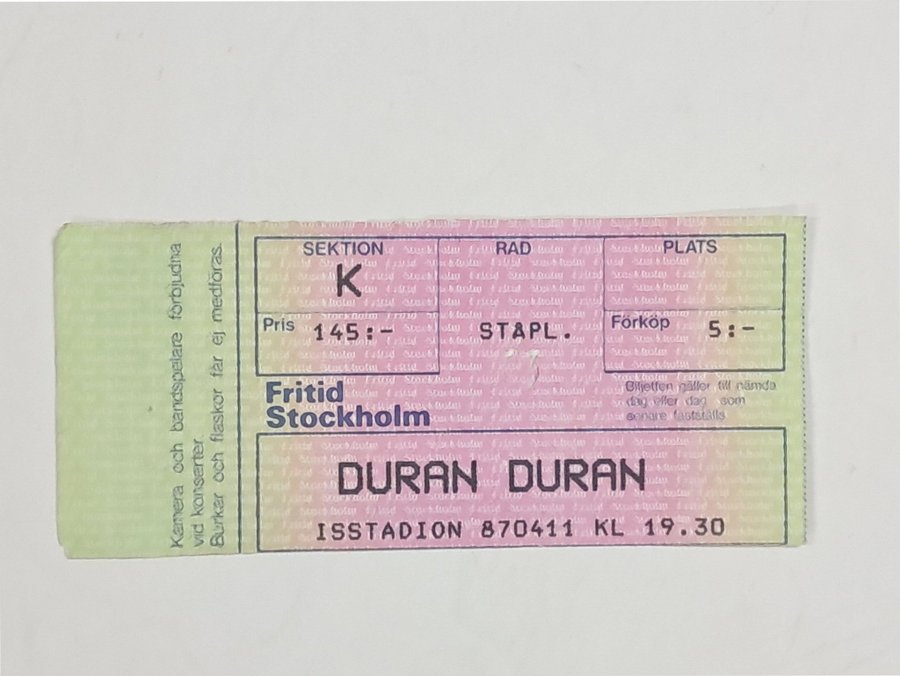 SEKTION RAD PLATS
K
Pris 145:- STÅPL. Förköp 5:-
Fritid
Stockholm
Biljetten gäller till nämda
dag eller dag som
senare fastställs.
DURAN DURAN
ISSTADION 870411 KL 19.30
Kamera och bandspelare förbjudna
vid konserter.
Burkar och flaskor får ej medföras.